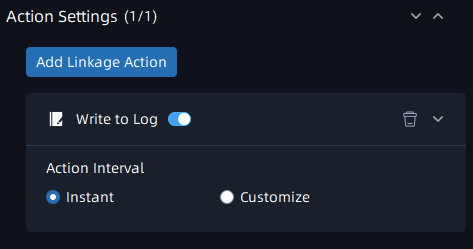 Action Settings (1/1)
Add Linkage Action
Write to Log
Action Interval
Instant
Customize